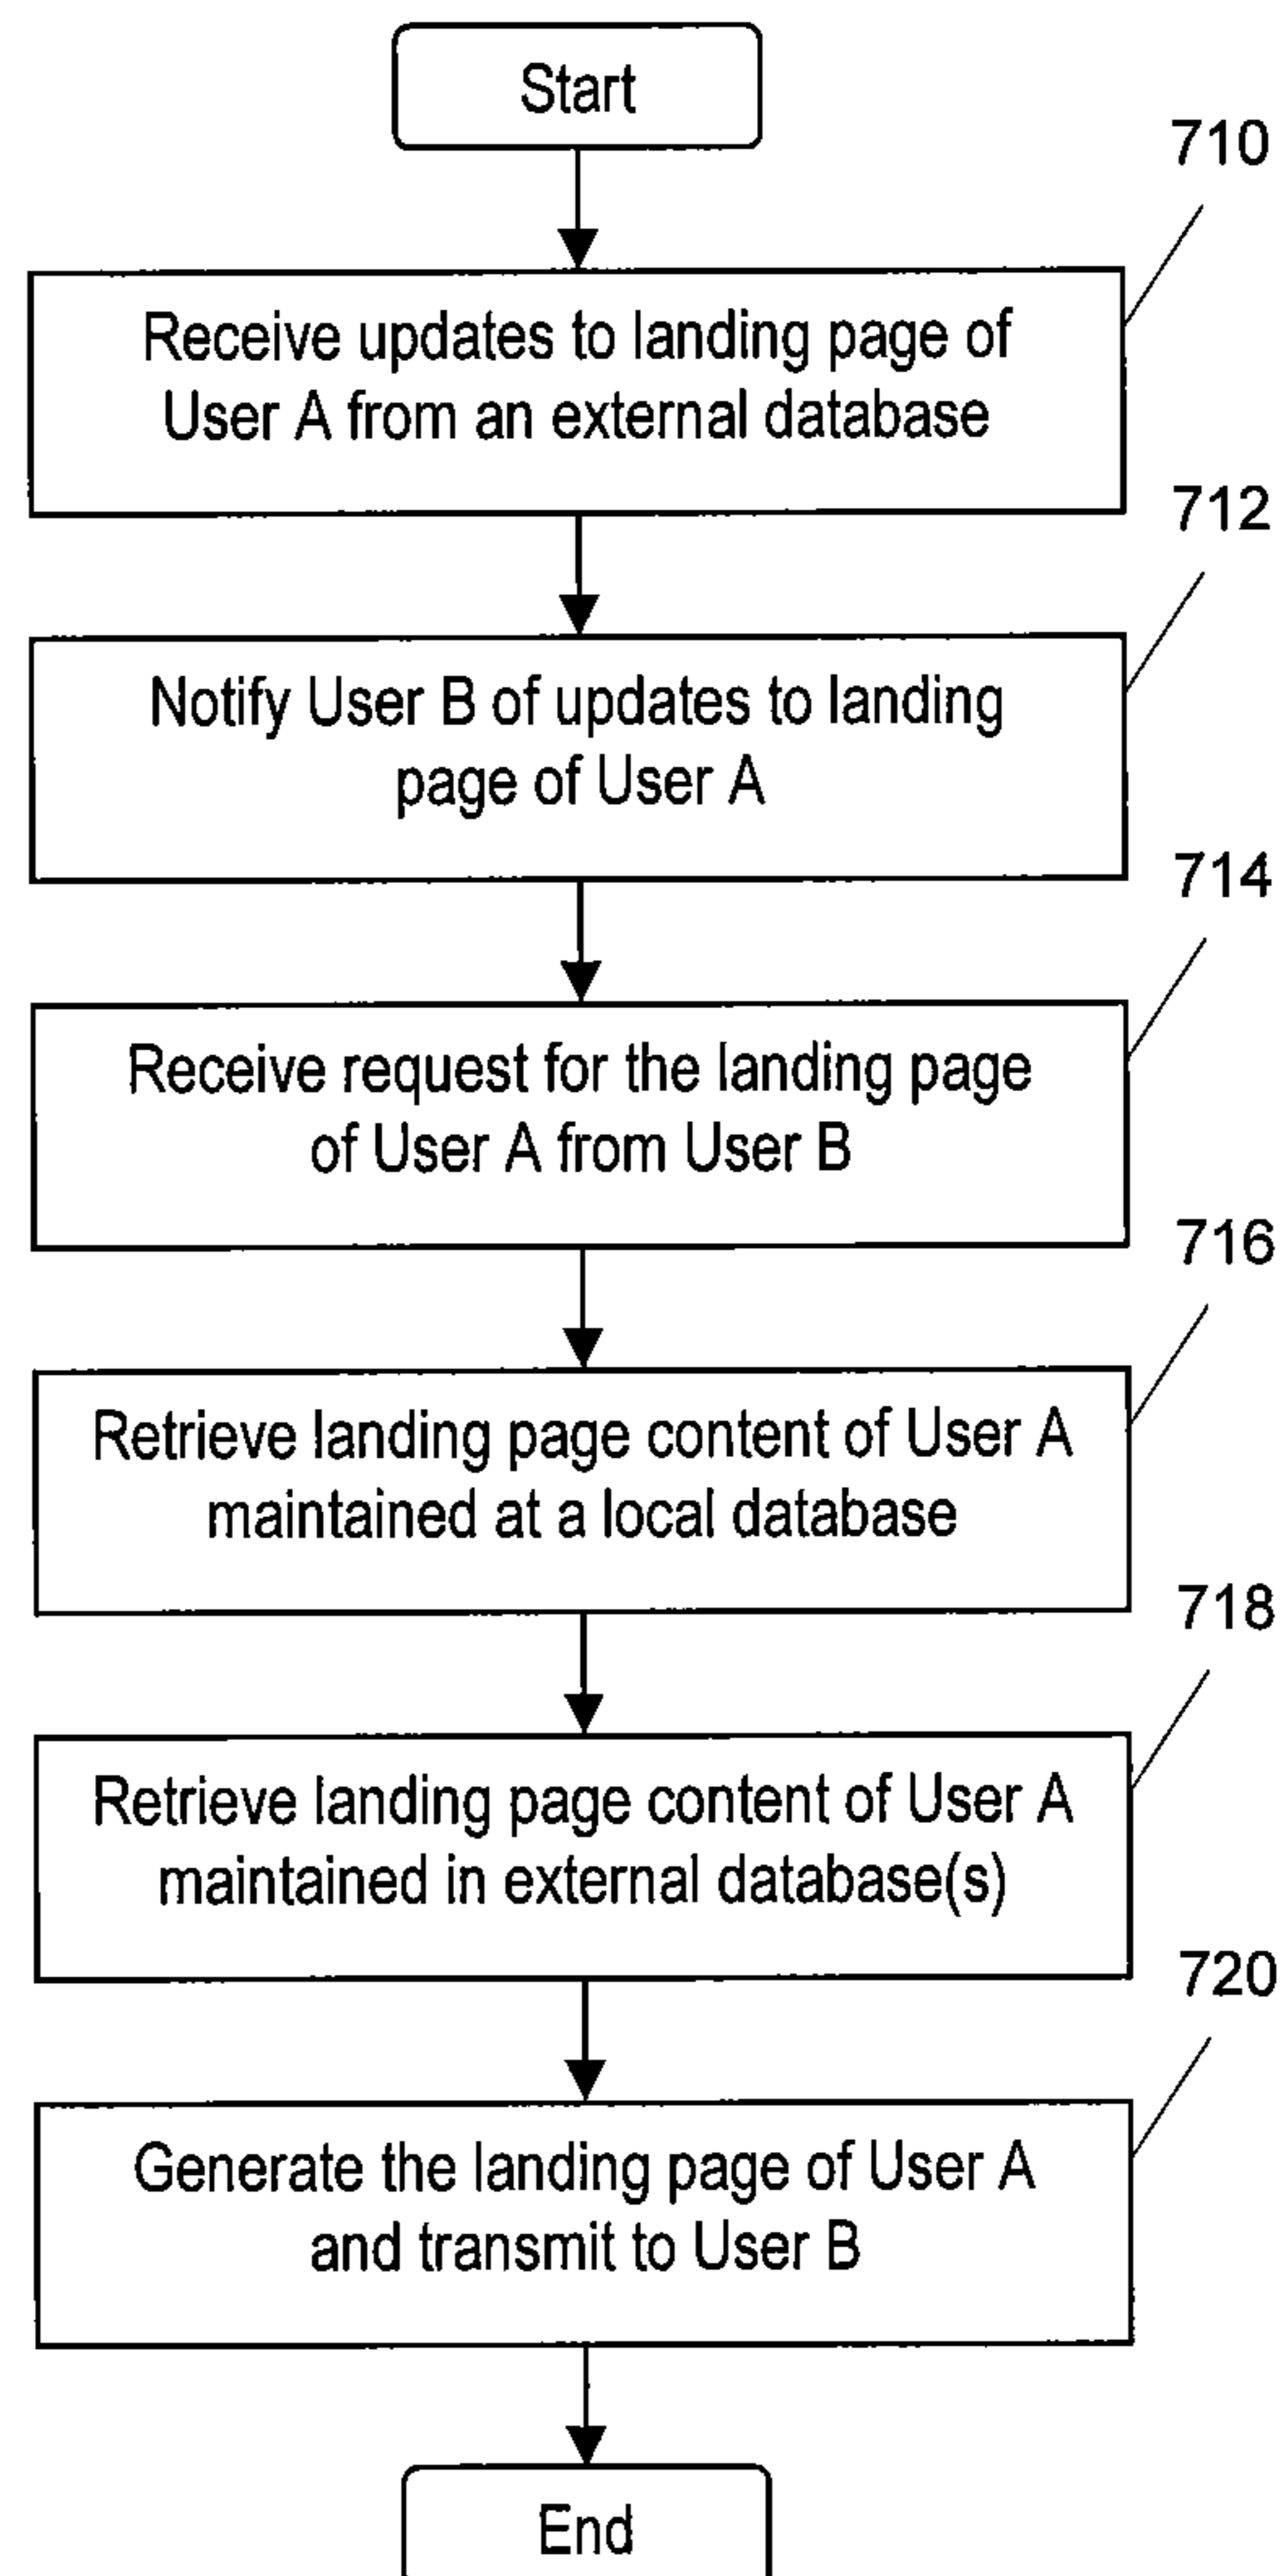 Start
710
Receive updates to landing page of
User A from an external database
712
Notify User B of updates to landing
page of User A
714
Receive request for the landing page
of User A from User B
716
Retrieve landing page content of User A
maintained at a local database
718
Retrieve landing page content of User A
maintained in external database(s)
720
Generate the landing page of User A
and transmit to User B
End